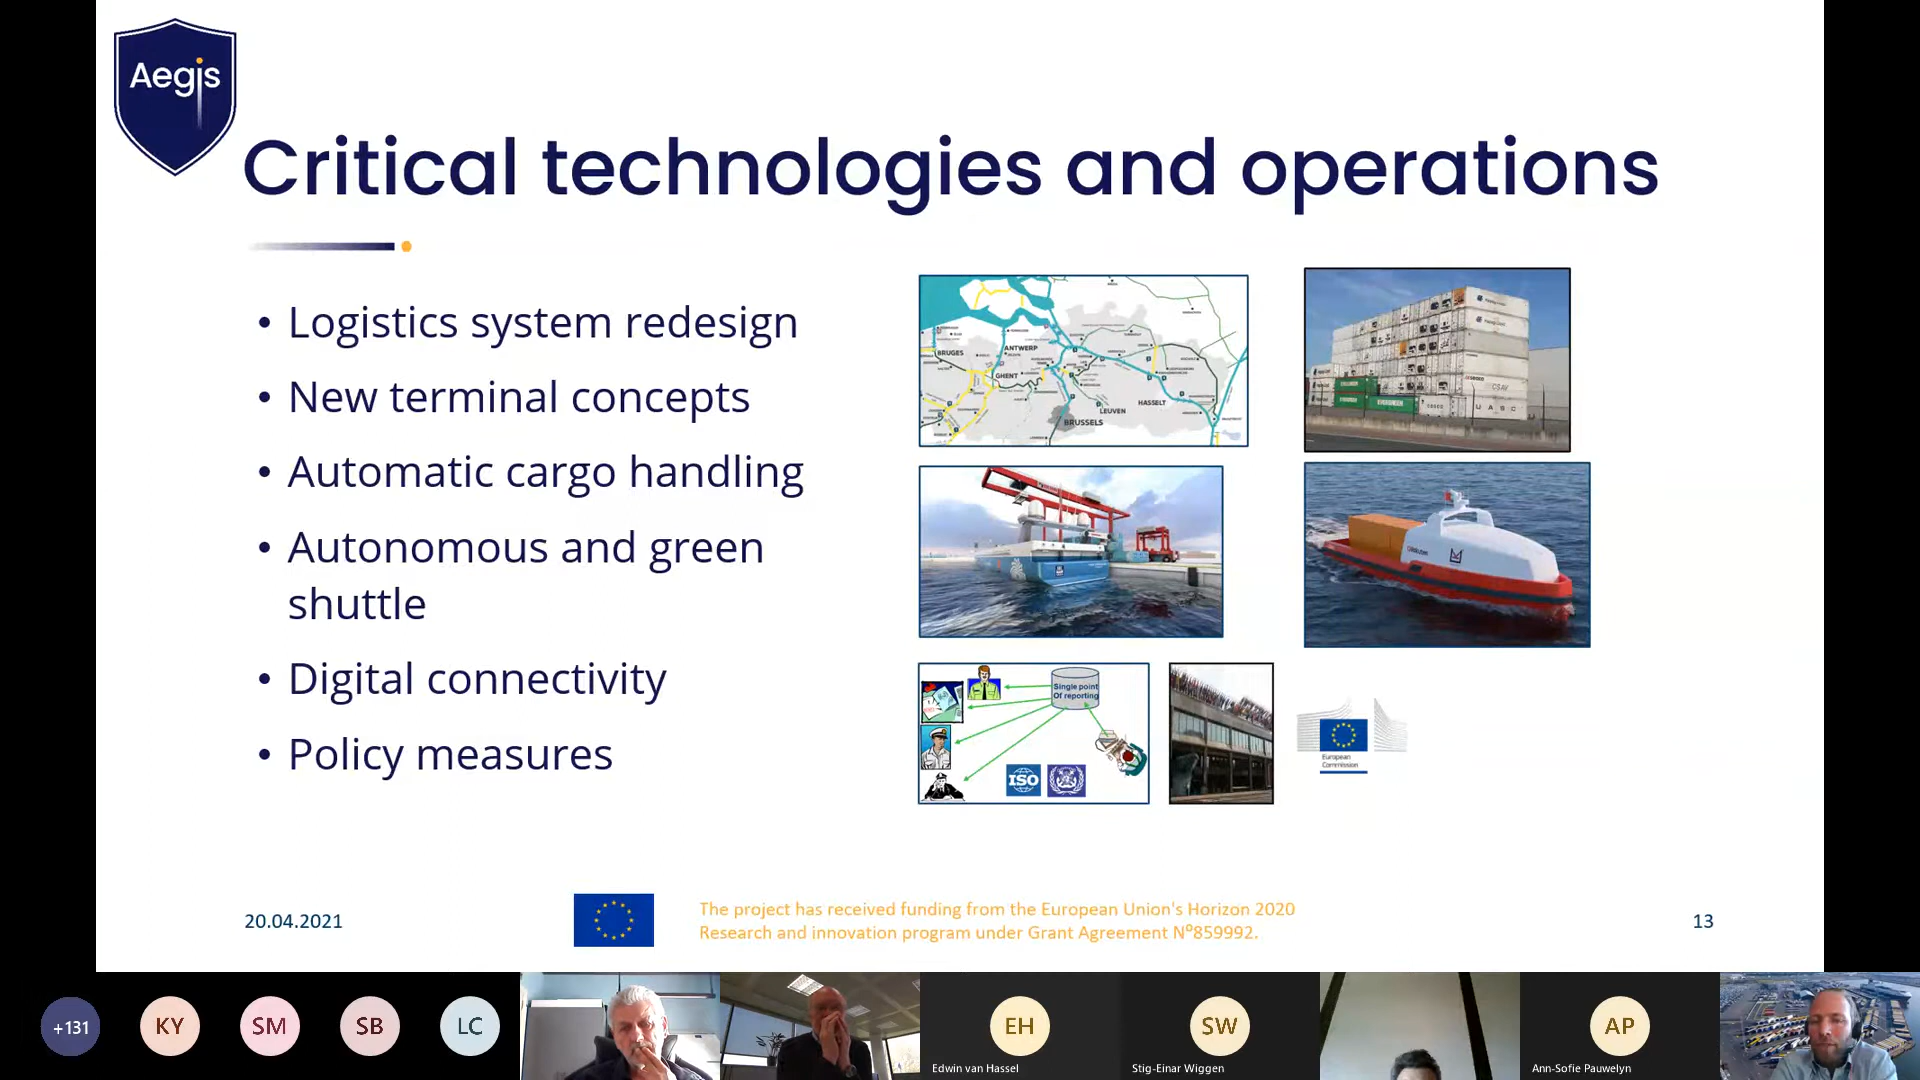 Aegis
Critical technologies and operations
• Logistics system redesign
• New terminal concepts
• Automatic cargo handling
• Autonomous and green
shuttle
• Digital connectivity
• Policy measures
BRUGES
ANTWERP
GHENT
HASSELT
LEUVEN
BRUSSELS
Single point
Of reporting
ISO
European
Commission
20.04.2021
The project has received funding from the European Union's Horizon 2020
Research and innovation program under Grant Agreement Nº859992.
13
+131
KY
SM
SB
LC
EH
Edwin van Hassel
SW
Stig-Einar Wiggen
AP
Ann-Sofie Pauwelyn